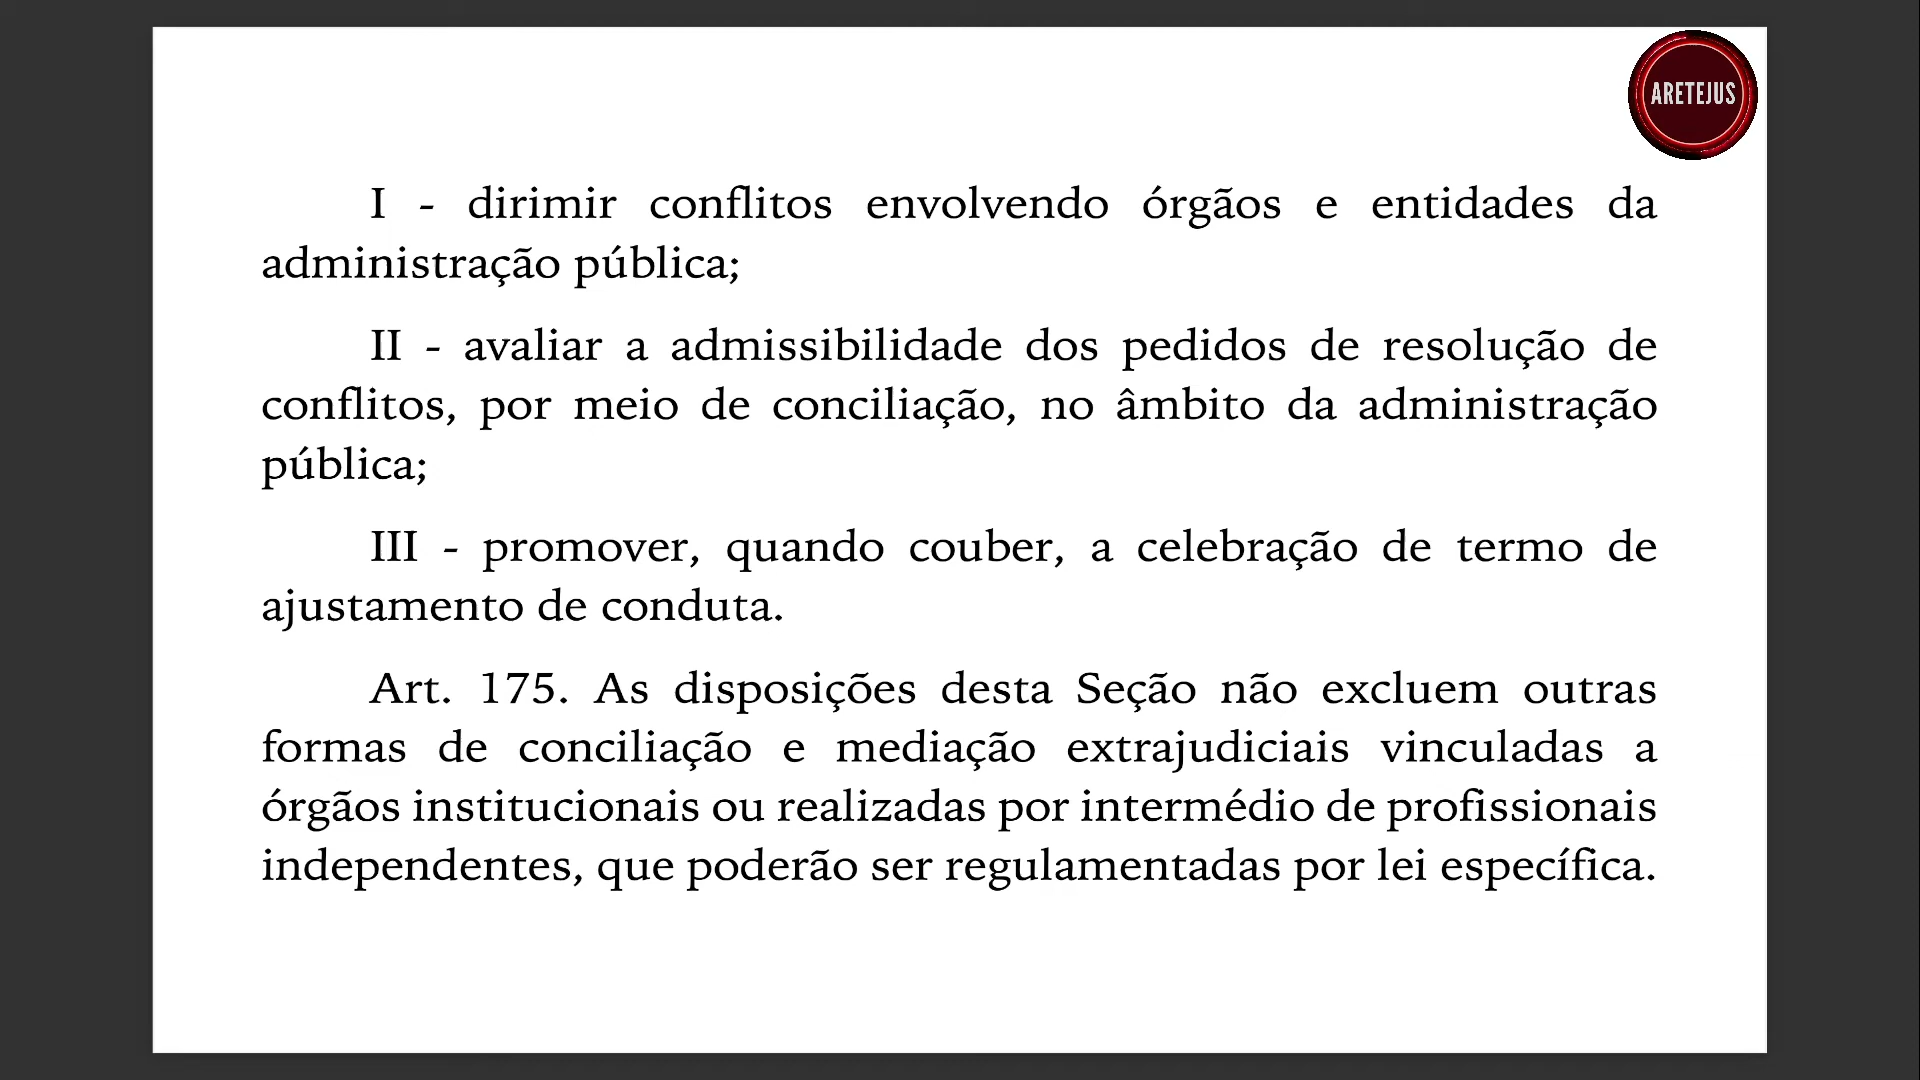 ARETEJUS
I - dirimir conflitos envolvendo órgãos e entidades da
administração pública;
II - avaliar a admissibilidade dos pedidos de resolução de
conflitos, por meio de conciliação, no âmbito da administração
pública;
III - promover, quando couber, a celebração de termo de
ajustamento de conduta.
Art. 175. As disposições desta Seção não excluem outras
formas de conciliação e mediação extrajudiciais vinculadas a
órgãos institucionais ou realizadas por intermédio de profissionais
independentes, que poderão ser regulamentadas por lei específica.